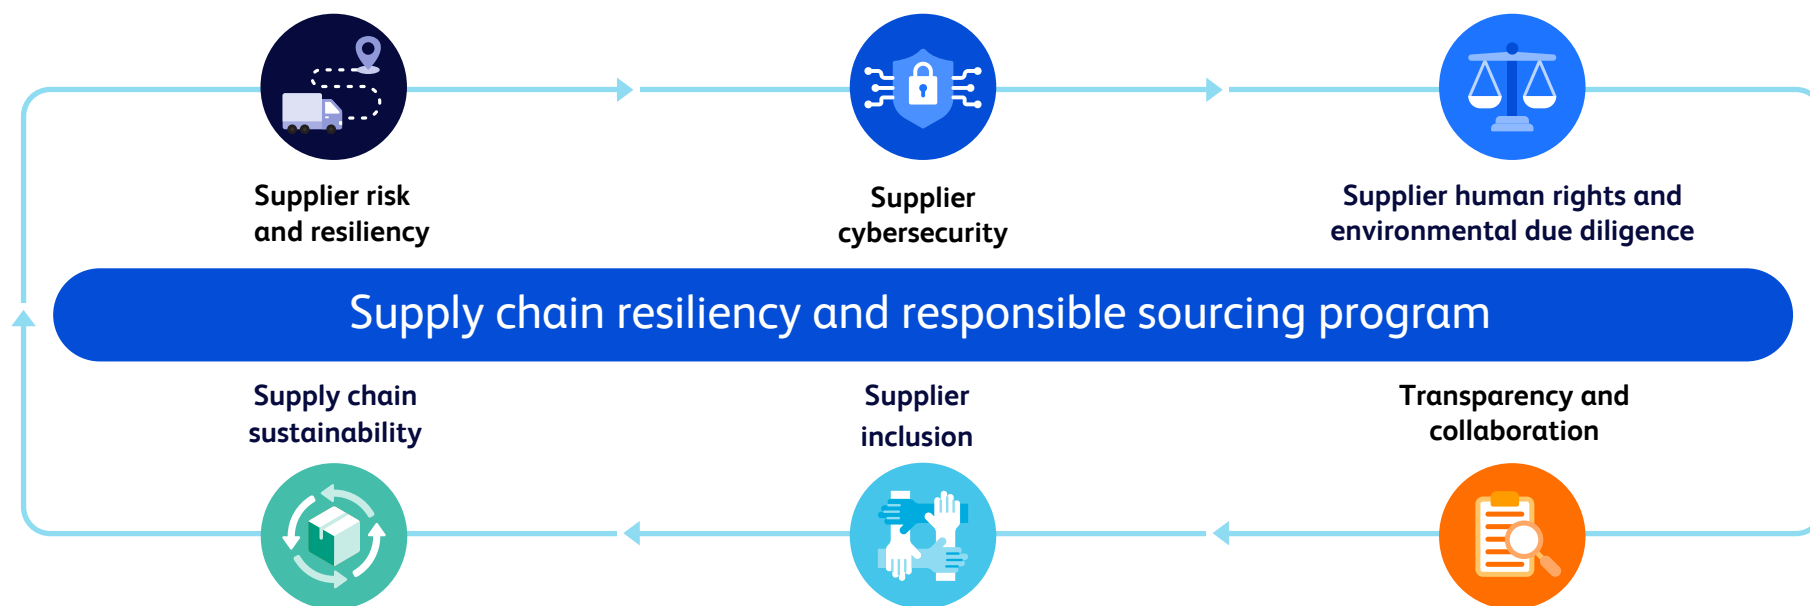 Supplier risk
and resiliency
Supplier
cybersecurity
Supplier human rights and
environmental due diligence
Supply chain resiliency and responsible sourcing program
Supply chain
sustainability
Supplier
inclusion
Transparency and
collaboration